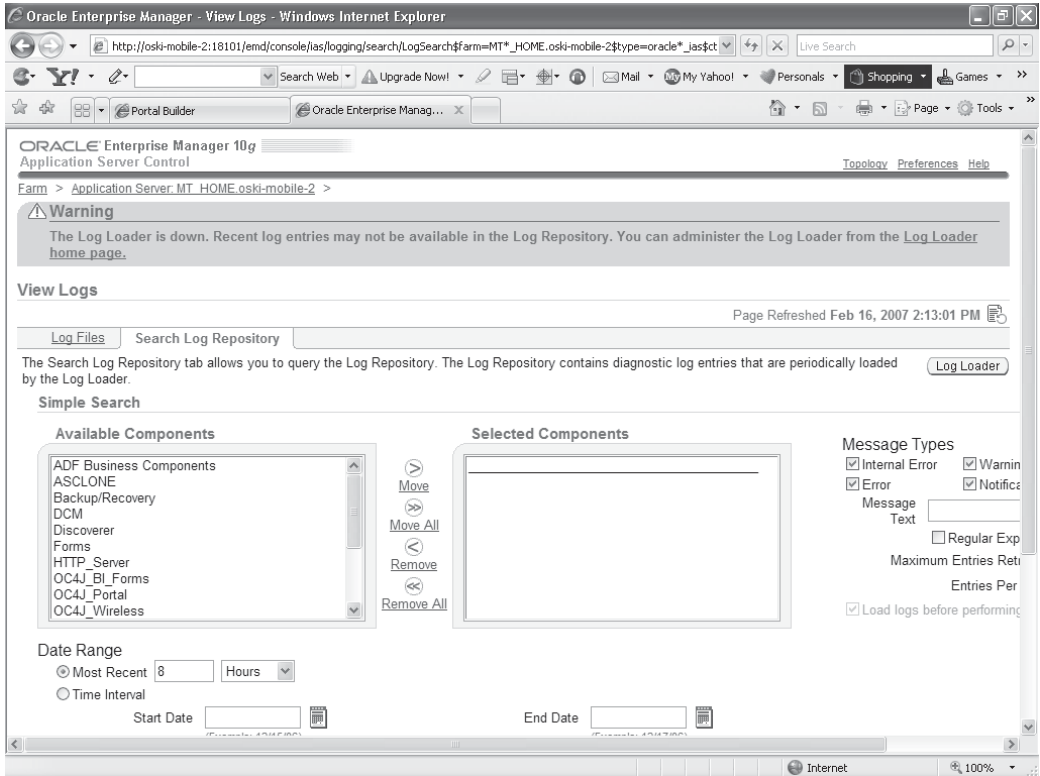 Oracle Enterprise Manager - View Logs - Windows Internet Explorer
http://oski-mobile-2:18101/emd/console/ias/logging/search/LogSearch$farm=MT*_HOME.oski-mobile-2$type=oracle*_ias$ct
Live Search
Y! Search Web Upgrade Now! Mail My Yahoo! Personals Shopping Games >>
Portal Builder
Oracle Enterprise Manag...
Page Tools >>
ORACLE Enterprise Manager 10g
Application Server Control
Topology Preferences Help
Farm > Application Server: MT_HOME.oski-mobile-2 >
Warning
The Log Loader is down. Recent log entries may not be available in the Log Repository. You can administer the Log Loader from the Log Loader
home page.
View Logs
Page Refreshed Feb 16, 2007 2:13:01 PM
Log Files
Search Log Repository
The Search Log Repository tab allows you to query the Log Repository. The Log Repository contains diagnostic log entries that are periodically loaded
by the Log Loader.
Log Loader
Simple Search
Available Components
ADF Business Components
ASCLONE
Backup/Recovery
DCM
Discoverer
Forms
HTTP_Server
OC4J_BI_Forms
OC4J_Portal
OC4J_Wireless
Move
Move All
Remove
Remove All
Selected Components
Message Types
Internal Error Warnin
Error Notifica
Message
Text
Regular Exp
Maximum Entries Retr
Entries Per
Load logs before performing
Date Range
Most Recent 8 Hours
Time Interval
Start Date
End Date
Internet
100%